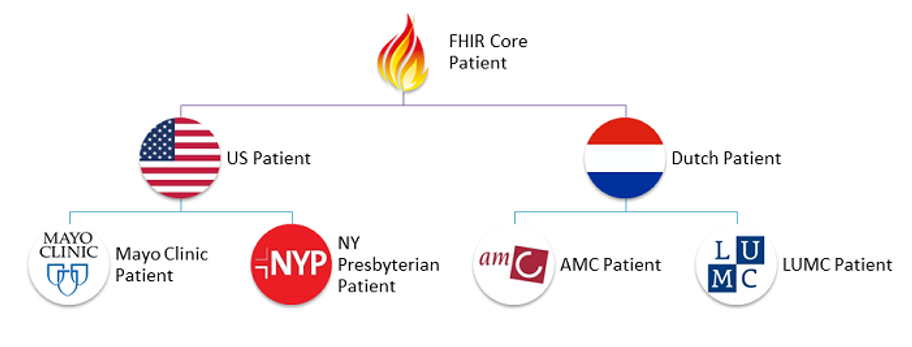 FHIR Core
Patient
US Patient
Dutch Patient
MAYO
CLINIC
Mayo Clinic
Patient
NYP
NY
Presbyterian
Patient
amC
AMC Patient
L U
M C
LUMC Patient